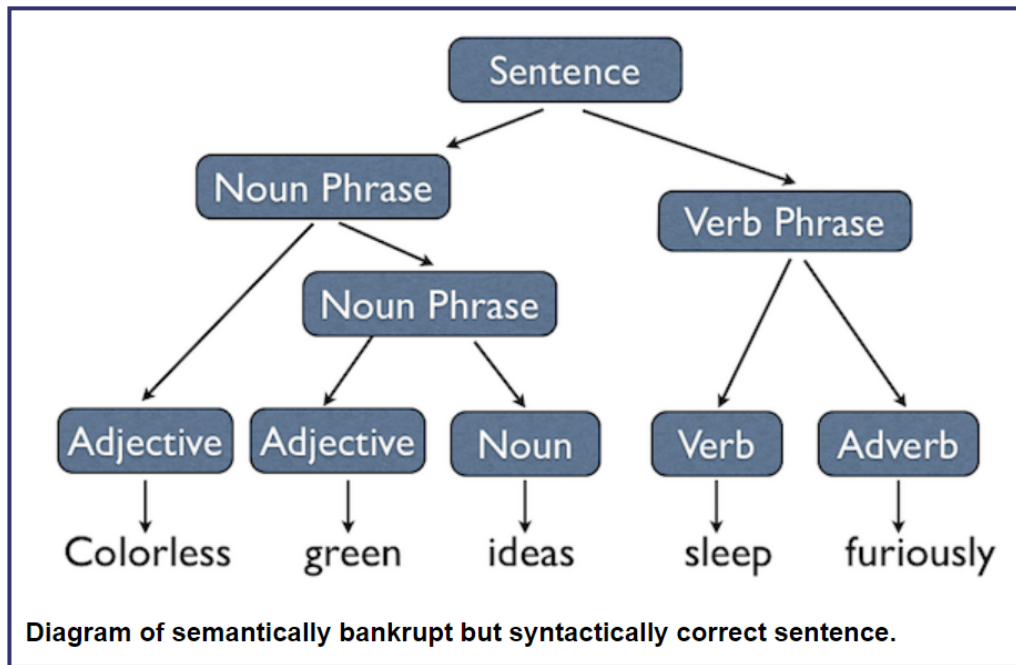 Sentence
Noun Phrase
Verb Phrase
Noun Phrase
Adjective Adjective Noun Verb Adverb
Colorless green ideas sleep furiously
Diagram of semantically bankrupt but syntactically correct sentence.